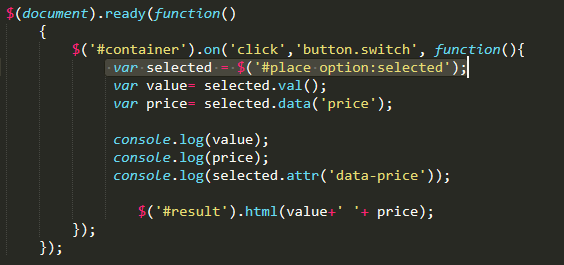 $(document).ready(function()
{
$('#container').on('click','button.switch', function(){
var selected = $('#place option:selected');
var value= selected.val();
var price= selected.data('price');
console.log(value);
console.log(price);
console.log(selected.attr('data-price'));
$('#result').html(value+' '+ price);
});
});